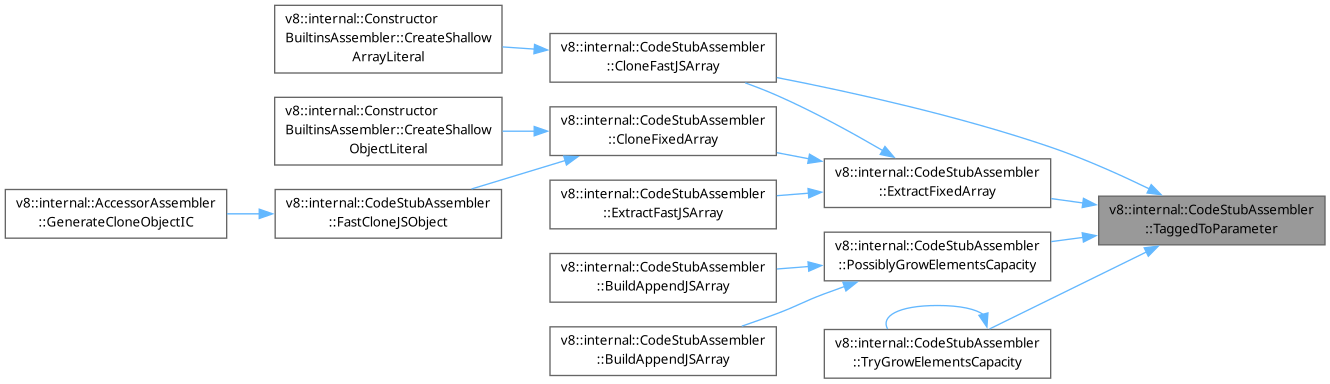 v8::internal::Constructor
BuiltinsAssembler::CreateShallow
ArrayLiteral
v8::internal::CodeStubAssembler
::CloneFastJSArray
v8::internal::Constructor
BuiltinsAssembler::CreateShallow
ObjectLiteral
v8::internal::CodeStubAssembler
::CloneFixedArray
v8::internal::CodeStubAssembler
::ExtractFixedArray
v8::internal::AccessorAssembler
::GenerateCloneObjectIC
v8::internal::CodeStubAssembler
::FastCloneJSObject
v8::internal::CodeStubAssembler
::ExtractFastJSArray
v8::internal::CodeStubAssembler
::TaggedToParameter
v8::internal::CodeStubAssembler
::PossiblyGrowElementsCapacity
v8::internal::CodeStubAssembler
::BuildAppendJSArray
v8::internal::CodeStubAssembler
::BuildAppendJSArray
v8::internal::CodeStubAssembler
::TryGrowElementsCapacity